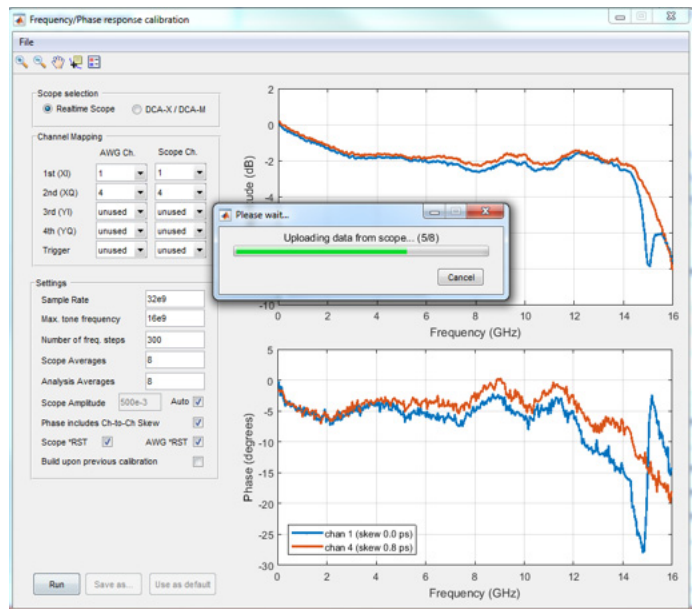 Frequency/Phase response calibration
File
Scope selection
Realtime Scope DCA-X / DCA-M
Channel Mapping
AWG Ch. Scope Ch.
1st (XI) 1 1
2nd (XQ) 4 4
3rd (YI) unused unused
4th (YQ) unused unused
Trigger unused unused
Settings
Sample Rate 32e9
Max. tone frequency 16e9
Number of freq. steps 300
Scope Averages 8
Analysis Averages 8
Scope Amplitude 500e-3 Auto
Phase includes Ch-to-Ch Skew
Scope *RST AWG *RST
Build upon previous calibration
Run Save as... Use as default
2
0
-2
-4
-10
0 2 4 6 8 10 12 14 16
Frequency (GHz)
(dB)
Please wait...
Uploading data from scope... (5/8)
Cancel
5
0
-5
-10
-15
-20
-25
-30
Phase (degrees)
chan 1 (skew 0.0 ps)
chan 4 (skew 0.8 ps)
0 2 4 6 8 10 12 14 16
Frequency (GHz)